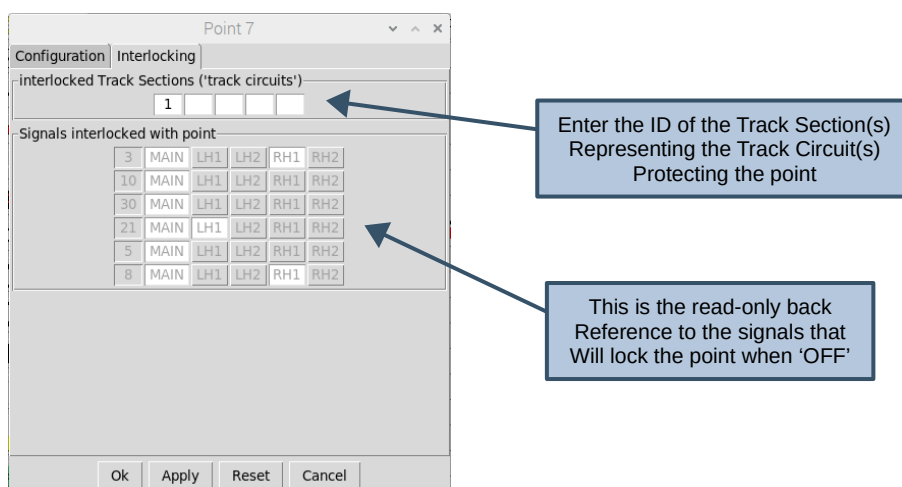 Point 7
Configuration Interlocking
interlocked Track Sections ('track circuits')
1
Signals interlocked with point
3 MAIN LH1 LH2 RH1 RH2
10 MAIN LH1 LH2 RH1 RH2
30 MAIN LH1 LH2 RH1 RH2
21 MAIN LH1 LH2 RH1 RH2
5 MAIN LH1 LH2 RH1 RH2
8 MAIN LH1 LH2 RH1 RH2
Ok Apply Reset Cancel
Enter the ID of the Track Section(s)
Representing the Track Circuit(s)
Protecting the point
This is the read-only back
Reference to the signals that
Will lock the point when ‘OFF’